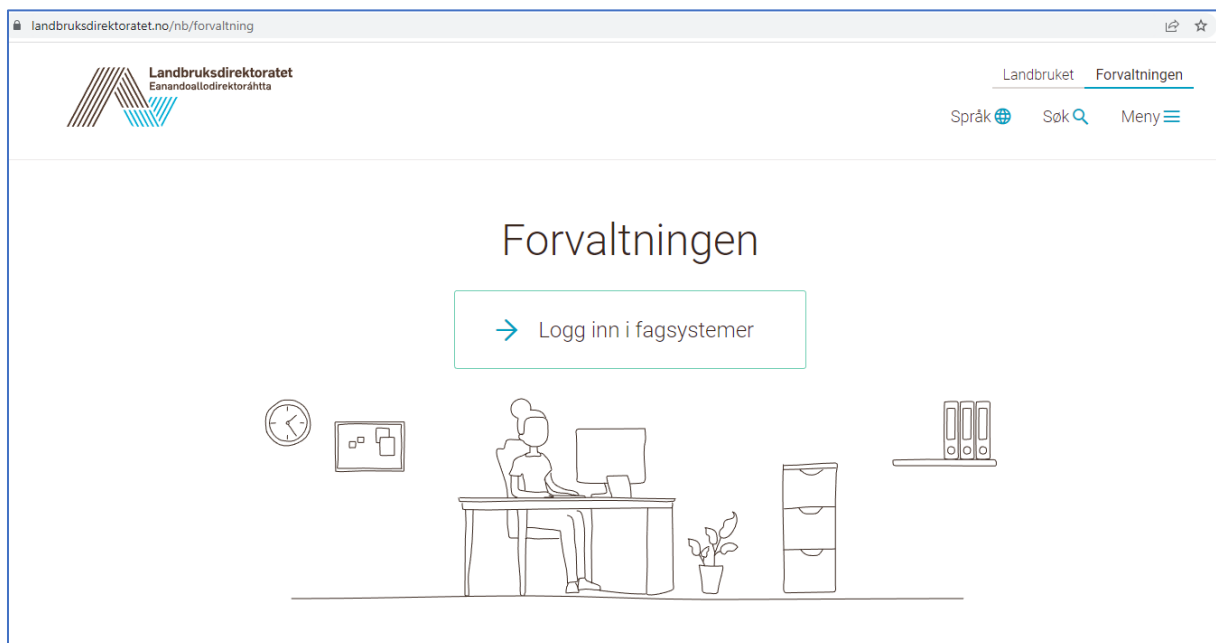 landbruksdirektoratet.no/nb/forvaltning
Landbruksdirektoratet
Eanandoallodirektoráhtta
Landbruket Forvaltningen
Språk Søk Meny
Forvaltningen
Logg inn i fagsystemer